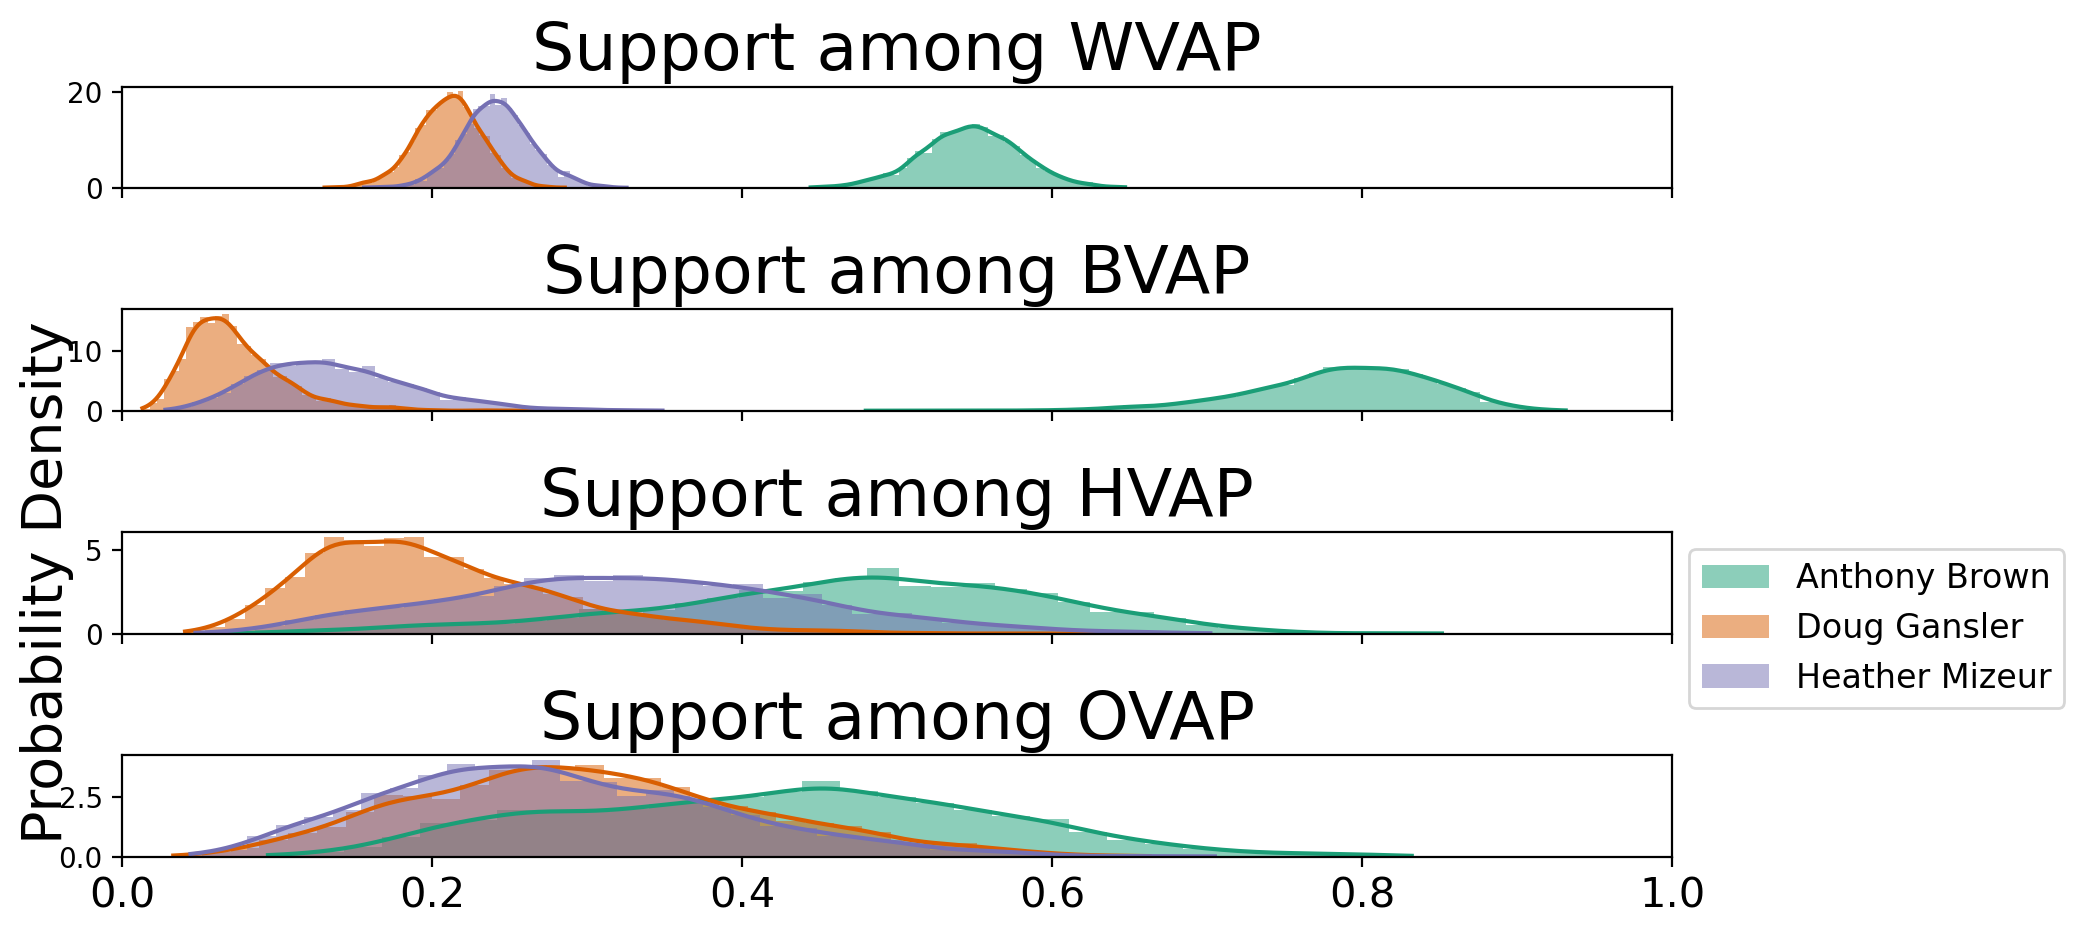 Support among WVAP
20
0
Support among BVAP
10
0
Support among HVAP
5
0
Support among OVAP
2.5
0.0
0.0 0.2 0.4 0.6 0.8 1.0
Probability Density
Anthony Brown
Doug Gansler
Heather Mizeur